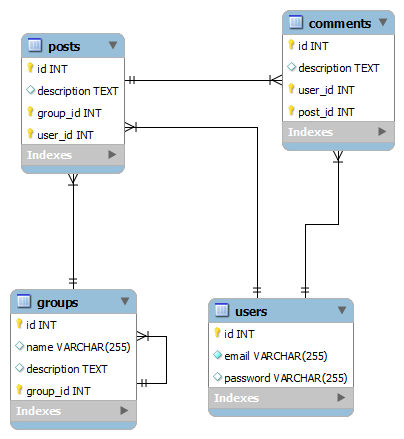 posts
id INT
description TEXT
group_id INT
user_id INT
Indexes
comments
id INT
description TEXT
user_id INT
post_id INT
Indexes
groups
id INT
name VARCHAR(255)
description TEXT
group_id INT
Indexes
users
id INT
email VARCHAR(255)
password VARCHAR(255)
Indexes